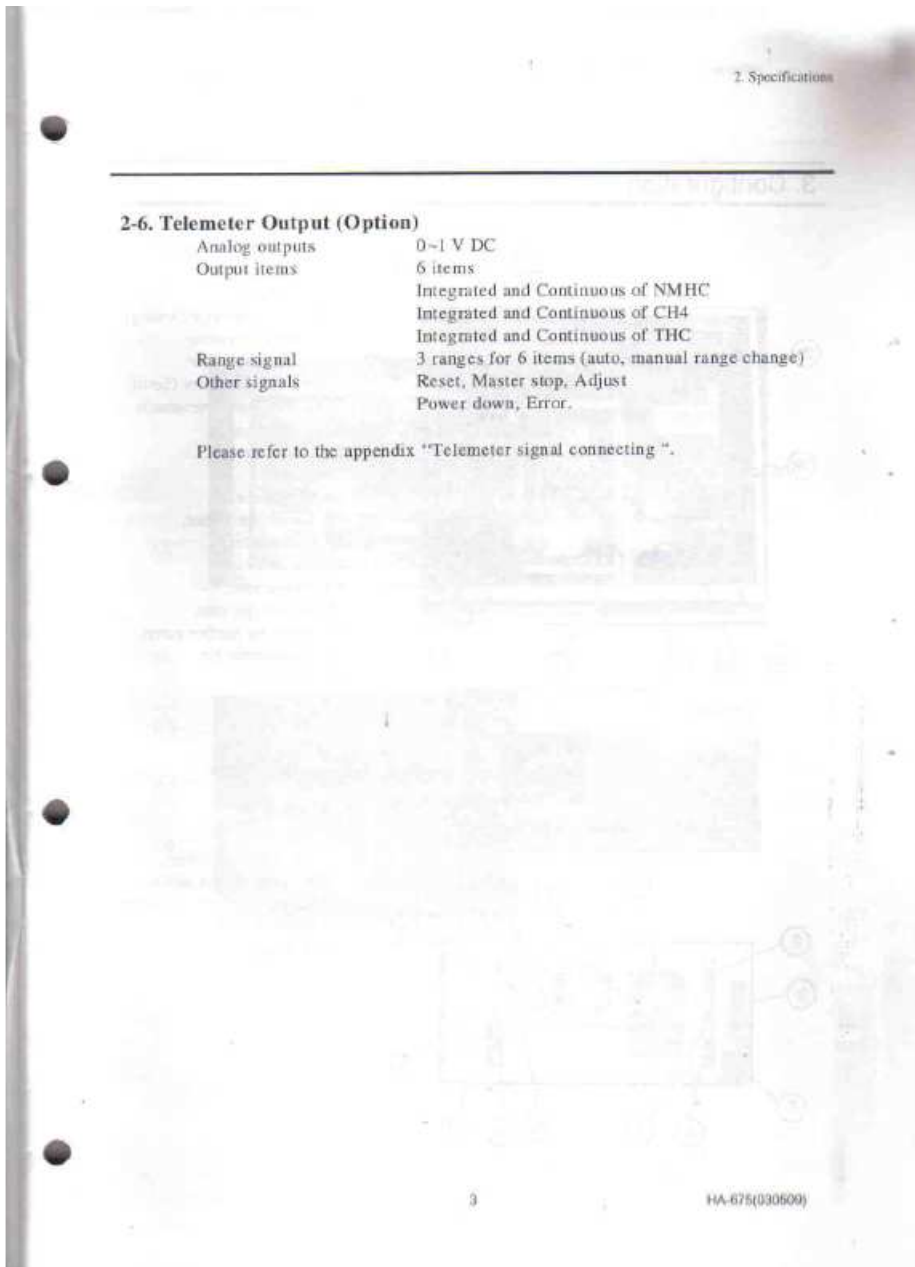 2. Specifications
2-6. Telemeter Output (Option)
Analog outputs 0~1 V DC
Output items 6 items
Integrated and Continuous of NMHC
Integrated and Continuous of CH4
Integrated and Continuous of THC
Range signal 3 ranges for 6 items (auto, manual range change)
Other signals Reset, Master stop, Adjust
Power down, Error.
Please refer to the appendix “Telemeter signal connecting “.
3 HA-675(030609)